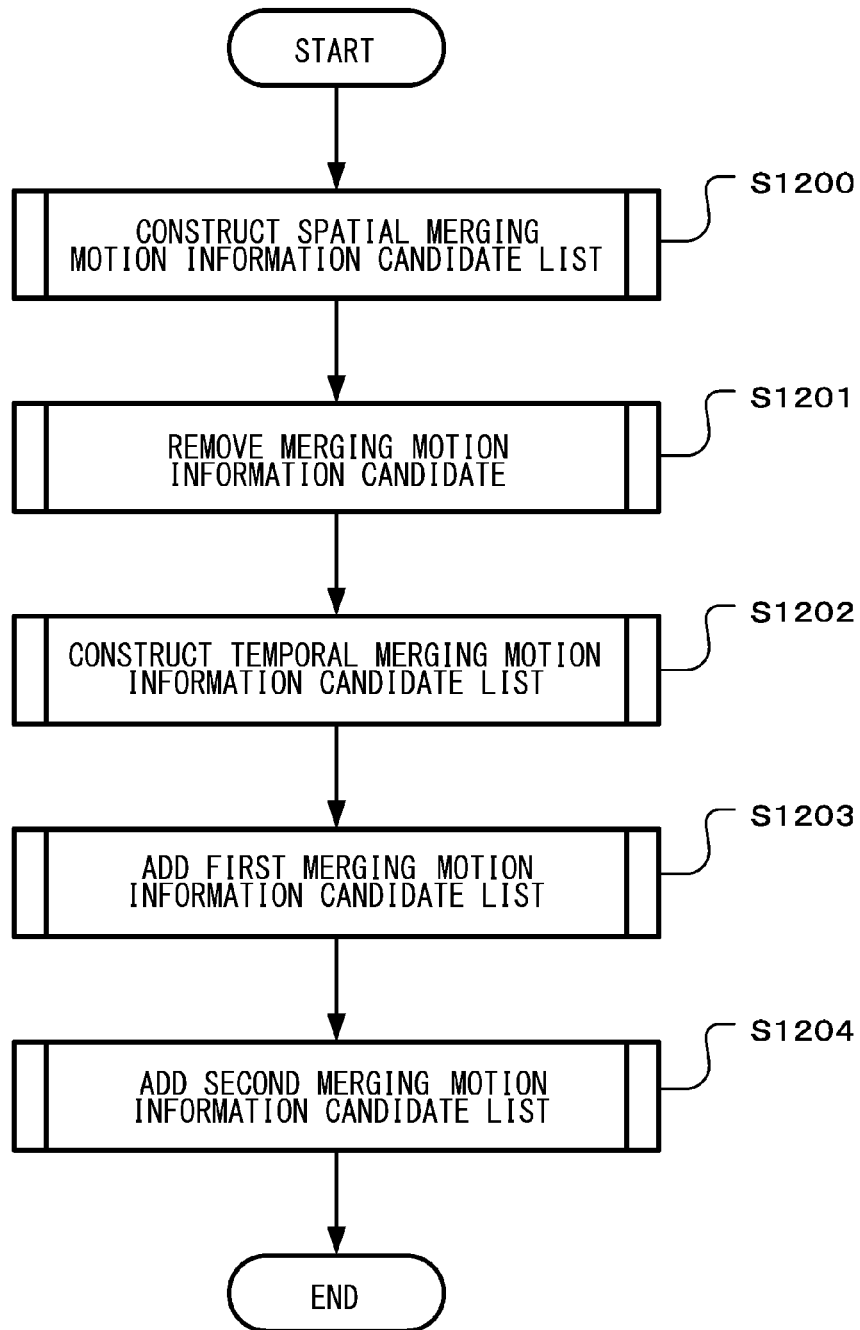 START
S1200
CONSTRUCT SPATIAL MERGING
MOTION INFORMATION CANDIDATE LIST
S1201
REMOVE MERGING MOTION
INFORMATION CANDIDATE
S1202
CONSTRUCT TEMPORAL MERGING MOTION
INFORMATION CANDIDATE LIST
S1203
ADD FIRST MERGING MOTION
INFORMATION CANDIDATE LIST
S1204
ADD SECOND MERGING MOTION
INFORMATION CANDIDATE LIST
END